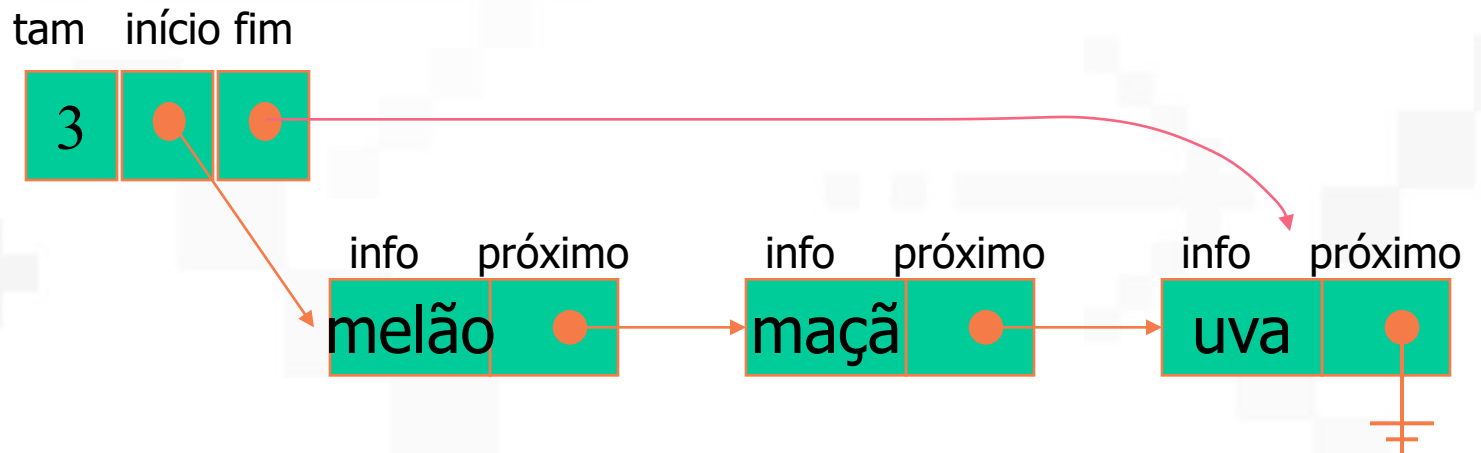 tam início fim
3
info próximo info próximo info próximo
melão maçã uva